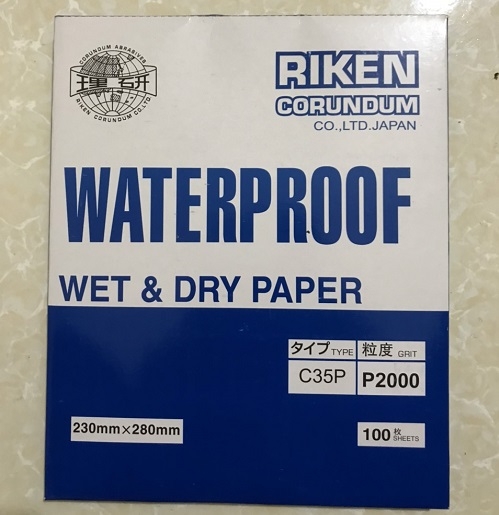 CORUNDUM ABRASIVES
理研
RIKEN CORUNDUM CO.,LTD.
RIKEN
CORUNDUM
CO.,LTD.JAPAN
WATERPROOF
WET & DRY PAPER
タイプ TYPE 粒度 GRIT
C35P P2000
230mm×280mm
100 枚 SHEETS